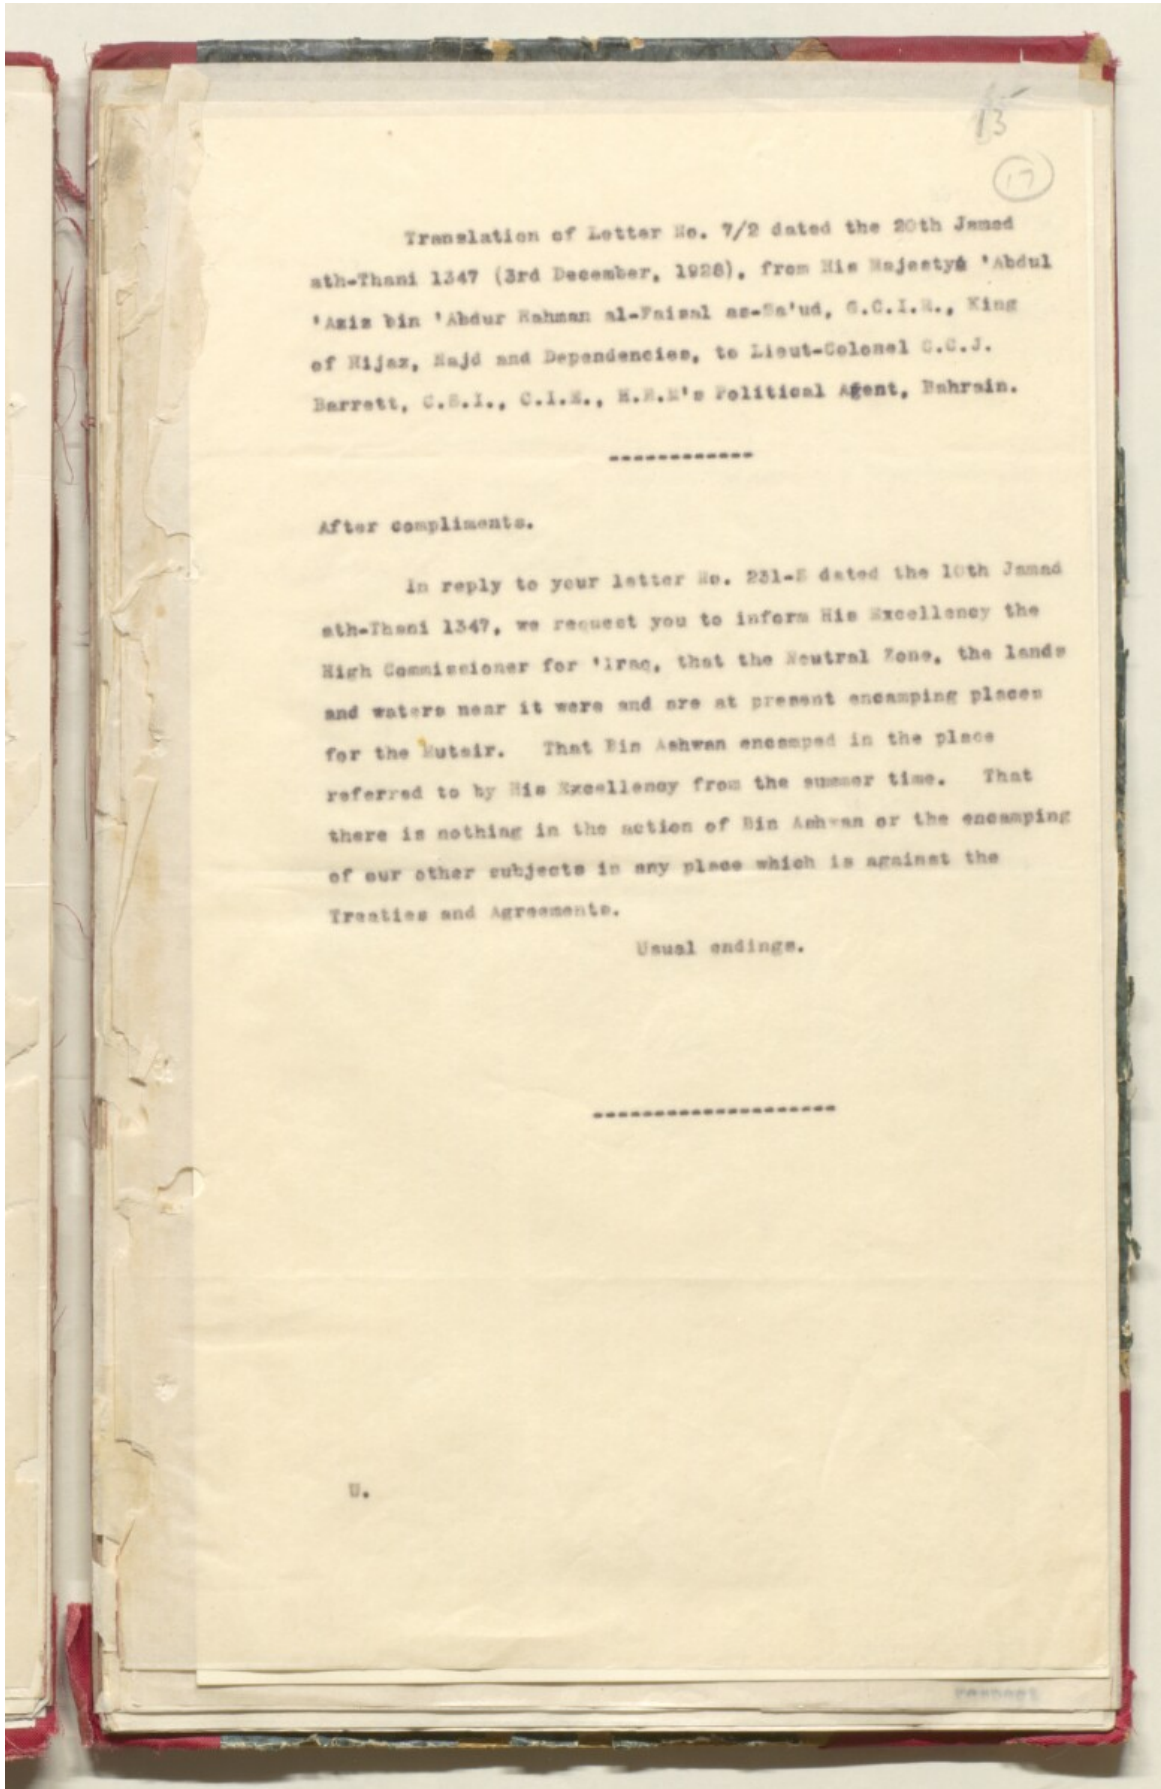 15
17
Translation of Letter No. 7/2 dated the 20th Jamad
ath-Thani 1347 (3rd December, 1928), from His Majestys 'Abdul
'Aziz bin 'Abdur Rahman al-Faisal as-Sa'ud, G.C.I.E., King
of Hijaz, Najd and Dependencies, to Lieut-Colonel C.C.J.
Barrett, C.S.I., C.I.E., H.B.M's Political Agent, Bahrain.
------------
After compliments.
In reply to your letter No. 231-S dated the 10th Jamad
ath-Thani 1347, we request you to inform His Excellency the
High Commissioner for 'Iraq, that the Neutral Zone, the lands
and waters near it were and are at present encamping places
for the Mutair. That Bin Ashwan encamped in the place
referred to by His Excellency from the summer time. That
there is nothing in the action of Bin Ashwan or the encamping
of our other subjects in any place which is against the
Treaties and Agreements.
Usual endings.
--------------------
U.